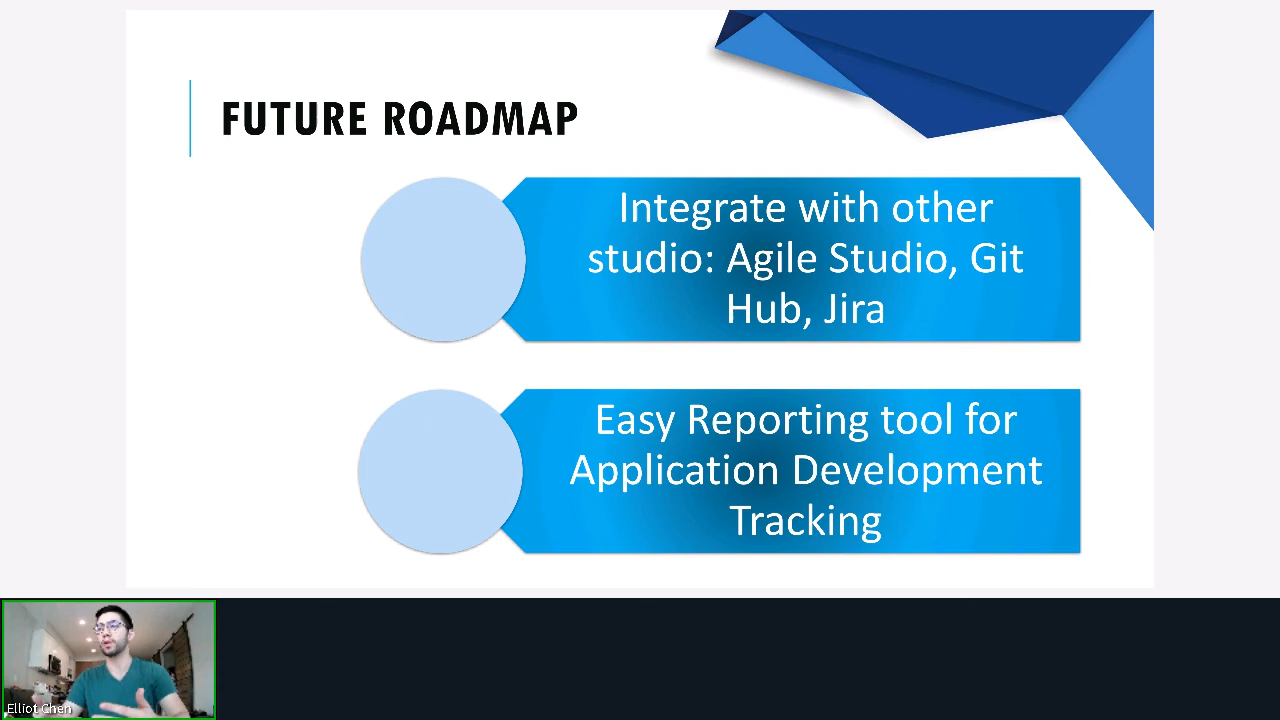 FUTURE ROADMAP
Integrate with other
studio: Agile Studio, Git
Hub, Jira
Easy Reporting tool for
Application Development
Tracking
Elliot Chen